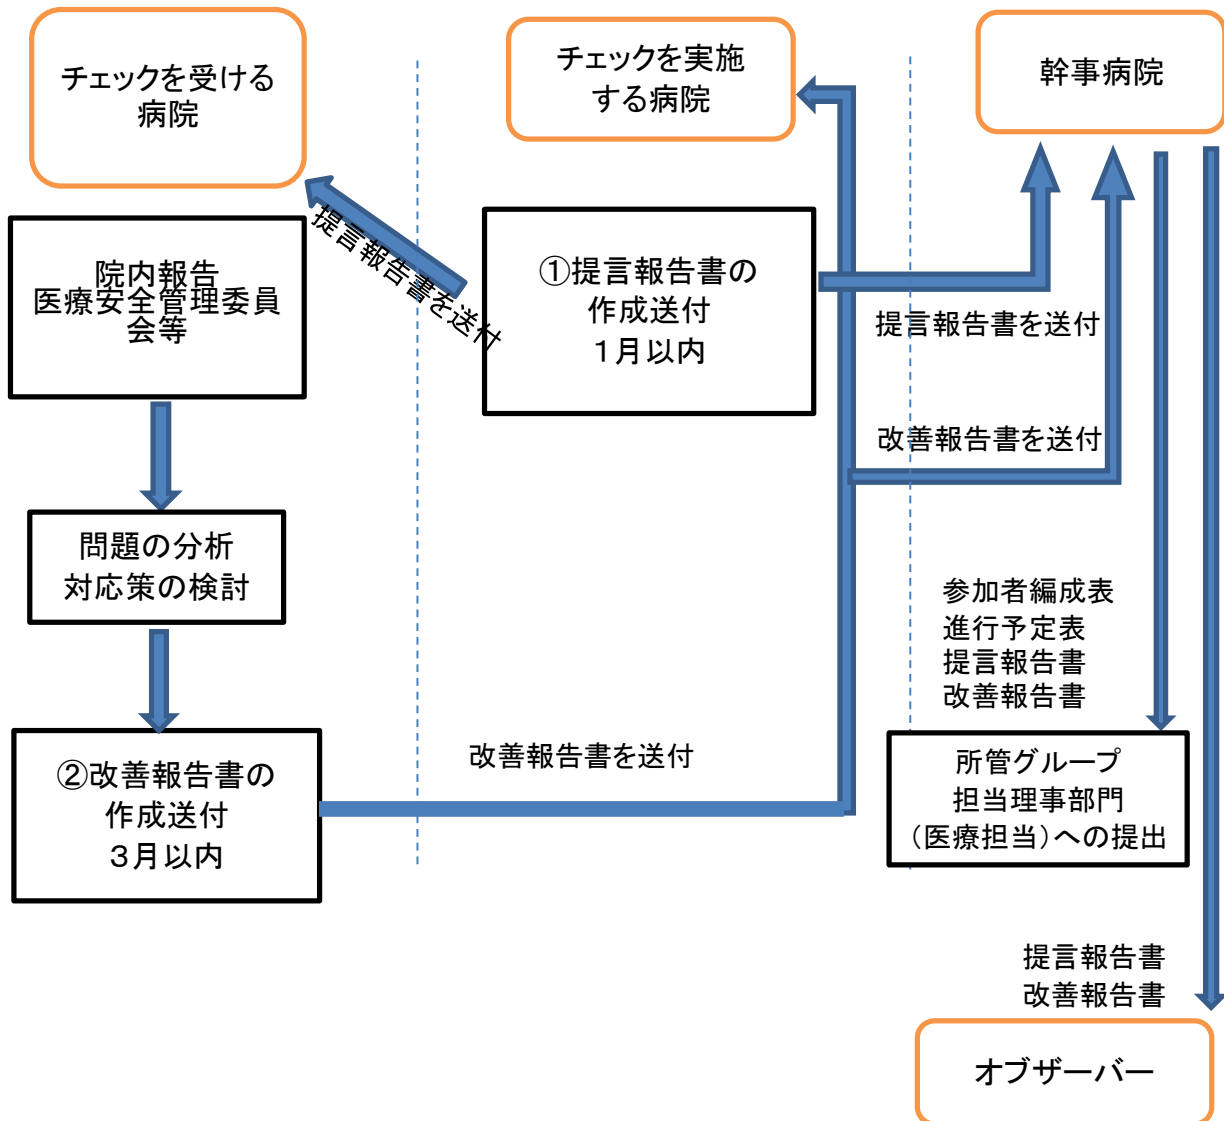 チェックを受ける
病院
チェックを実施
する病院
幹事病院
提言報告書を送付
院内報告
医療安全管理委員
会等
①提言報告書の
作成送付
１月以内
提言報告書を送付
改善報告書を送付
問題の分析
対応策の検討
参加者編成表
進行予定表
提言報告書
改善報告書
②改善報告書の
作成送付
３月以内
改善報告書を送付
所管グループ
担当理事部門
（医療担当）への提出
提言報告書
改善報告書
オブザーバー